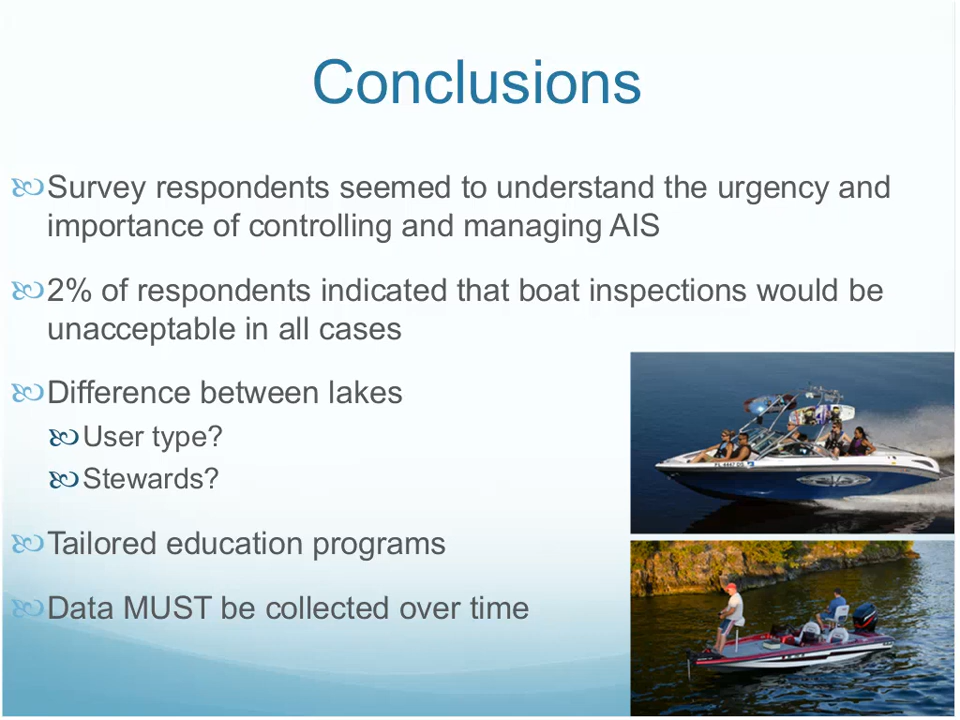 Conclusions
Survey respondents seemed to understand the urgency and
importance of controlling and managing AIS
2% of respondents indicated that boat inspections would be
unacceptable in all cases
Difference between lakes
User type?
Stewards?
Tailored education programs
Data MUST be collected over time